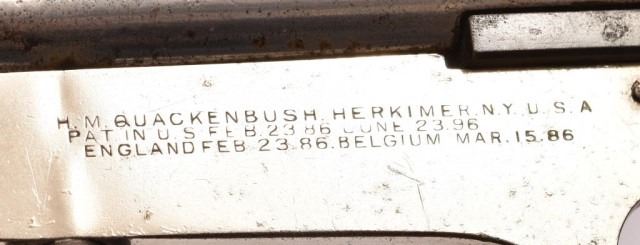 H. M. QUACKENBUSH. HERKIMER. N.Y. U. S. A
PAT. IN U. S. FEB. 23 86 JUNE 23.96
ENGLAND FEB. 23. 86. BELGIUM MAR. 15. 86